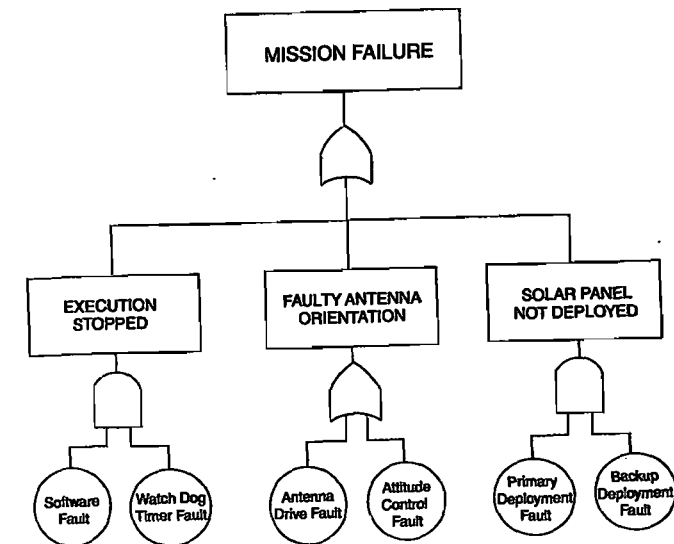 MISSION FAILURE
EXECUTION
STOPPED
FAULTY ANTENNA
ORIENTATION
SOLAR PANEL
NOT DEPLOYED
Software
Fault
Watch Dog
Timer Fault
Antenna
Drive Fault
Attitude
Control
Fault
Primary
Deployment
Fault
Backup
Deployment
Fault